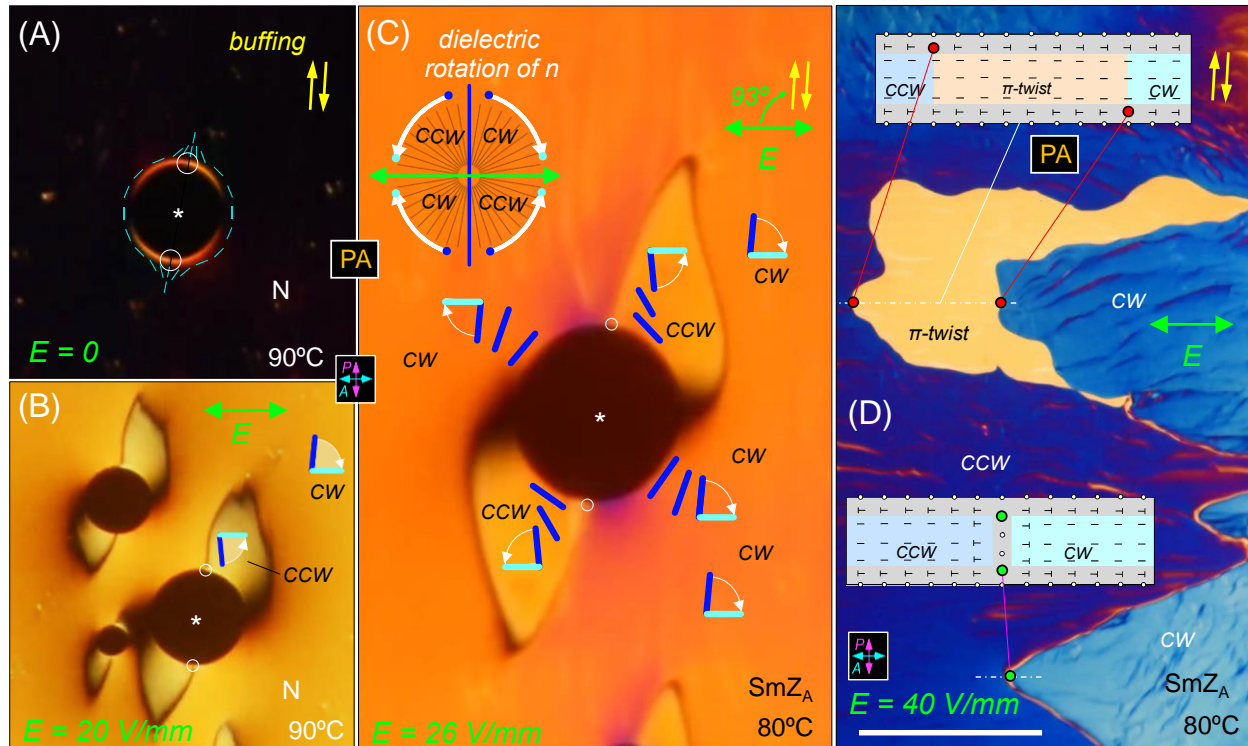 (A)
buffing
*
N
E = 0
90ºC
PA
P
A
(B)
E
CW
CCW
*
N
E = 20 V/mm
90ºC
(C)
dielectric
rotation of n
CCW
CW
CW
CCW
93º
E
CW
CCW
CW
*
CW
CCW
CW
SmZA
E = 26 V/mm
80ºC
CCW
π-twist
CW
PA
CW
π-twist
E
(D)
CCW
CCW
CW
P
A
CW
SmZA
E = 40 V/mm
80ºC